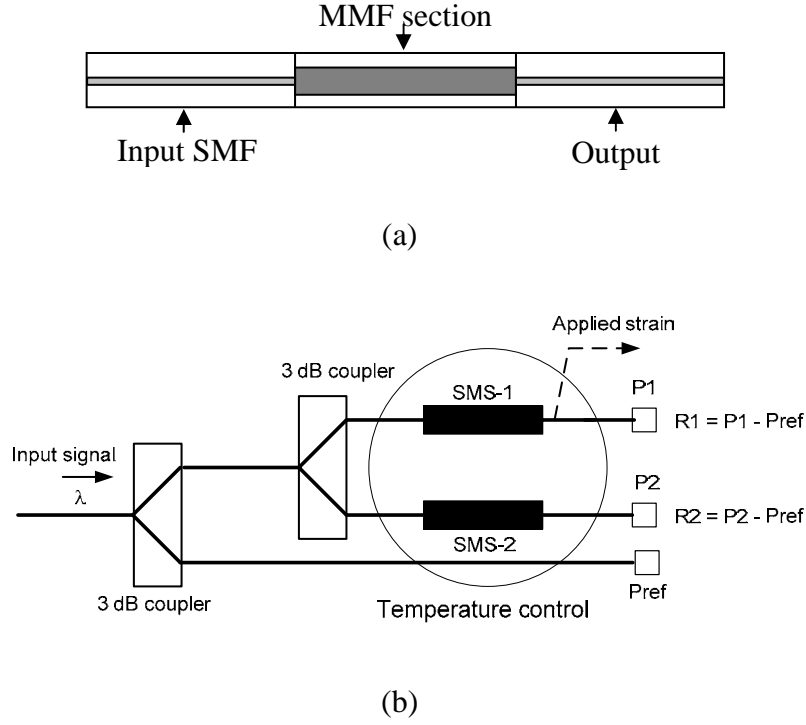 MMF section
Input SMF
Output
(a)
Applied strain
3 dB coupler
SMS-1
P1
R1 = P1 - Pref
Input signal
λ
P2
R2 = P2 - Pref
SMS-2
Pref
3 dB coupler
Temperature control
(b)